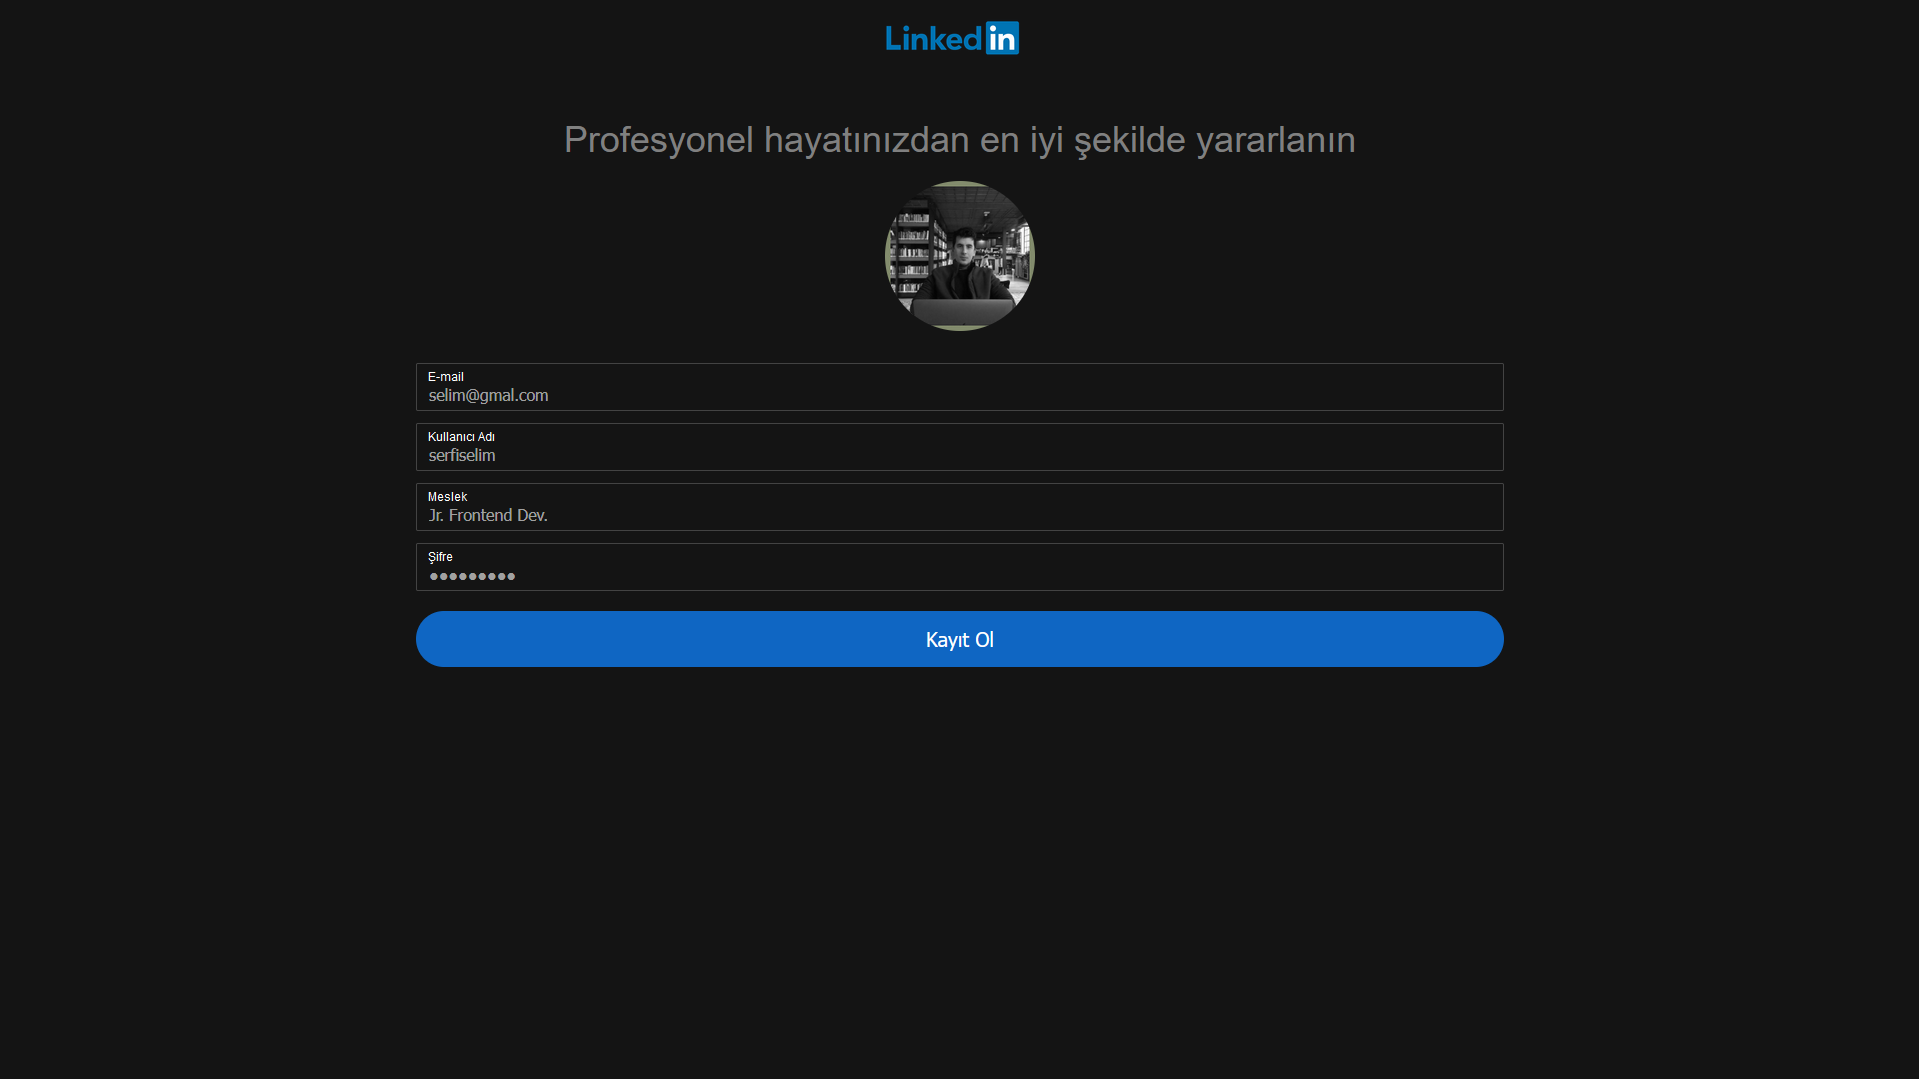 Linkedin
Profesyonel hayatınızdan en iyi şekilde yararlanın
E-mail
selim@gmal.com
Kullanıcı Adı
serfiselim
Meslek
Jr. Frontend Dev.
Şifre
●●●●●●●●●
Kayıt Ol